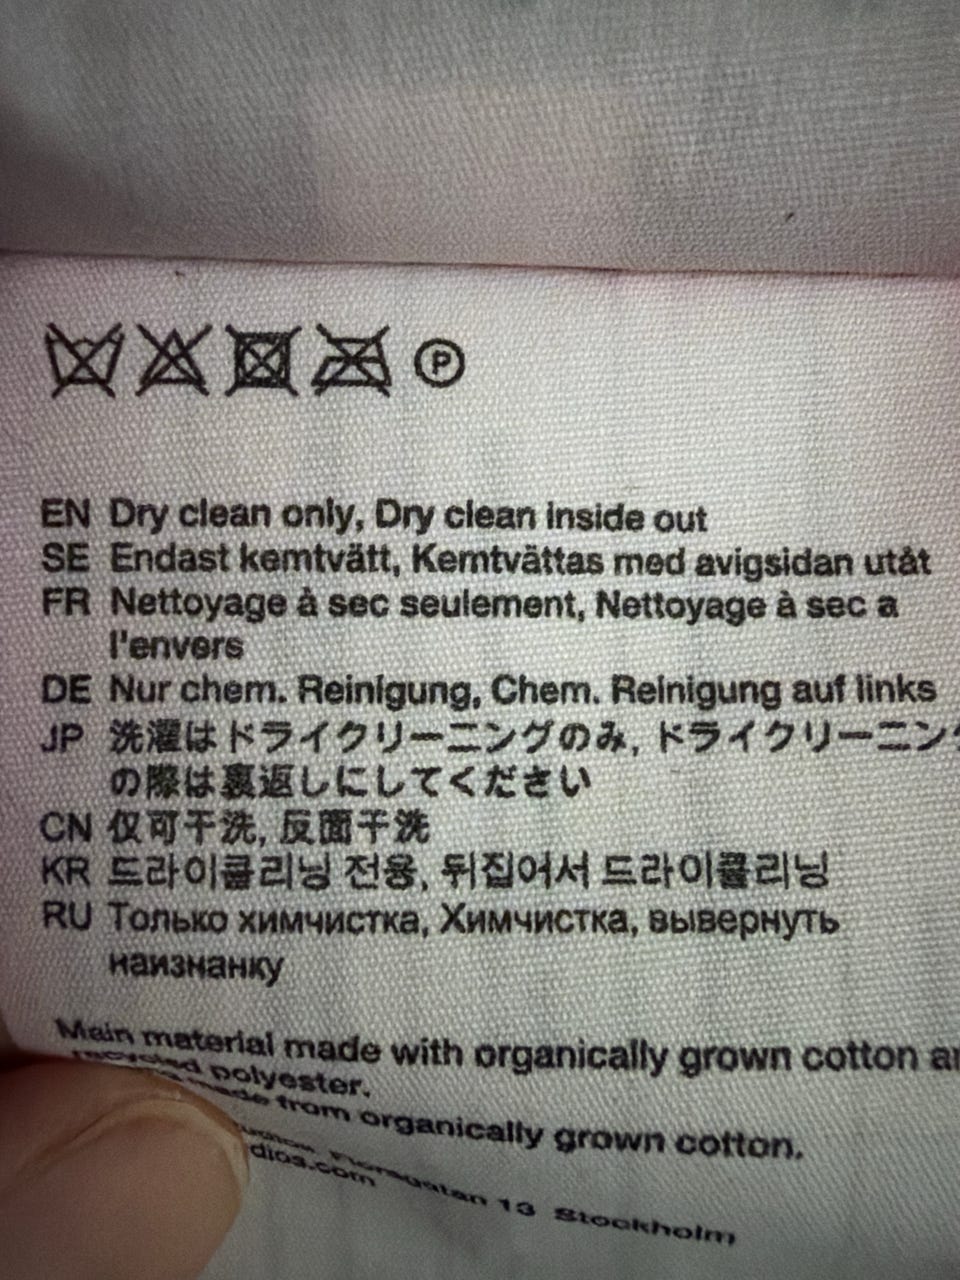 P
EN Dry clean only, Dry clean inside out
SE Endast kemtvätt, Kemtvättas med avigsidan utåt
FR Nettoyage à sec seulement, Nettoyage à sec a
l'envers
DE Nur chem. Reinigung, Chem. Reinigung auf links
JP 洗濯はドライクリーニングのみ, ドライクリーニング
の際は裏返しにしてください
CN 仅可干洗, 反面干洗
KR 드라이클리닝 전용, 뒤집어서 드라이클리닝
RU Только химчистка, Химчистка, вывернуть
наизнанку
Main material made with organically grown cotton
recycled polyester.
made from organically grown cotton.
13 Stockholm